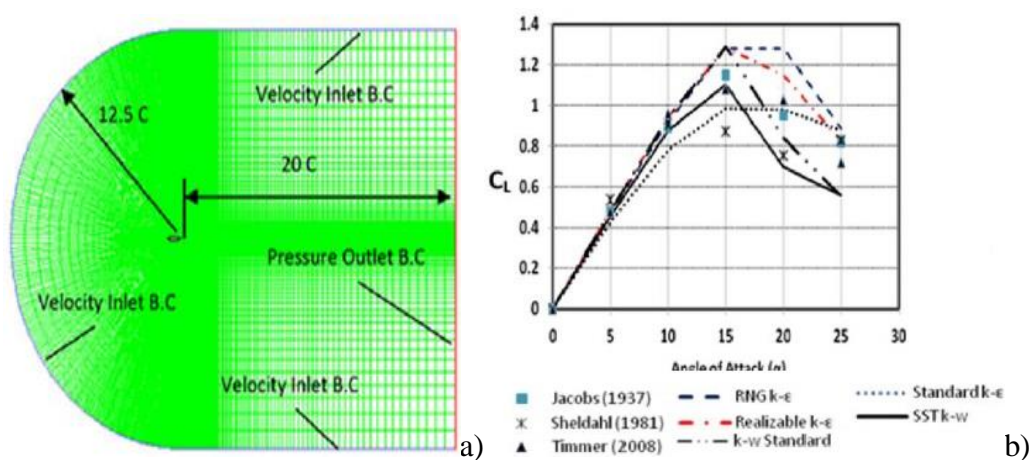 Velocity Inlet B.C
12.5 C
20 C
Pressure Outlet B.C
Velocity Inlet B.C
Velocity Inlet B.C
a)
1.4
1.2
1
0.8
0.6
0.4
0.2
0
CL
0 5 10 15 20 25 30
Angle of Attack (α)
Jacobs (1937)
RNG k-ε
Standard k-ε
Sheldahl (1981)
Realizable k-ε
SST k-w
Timmer (2008)
k-w Standard
b)